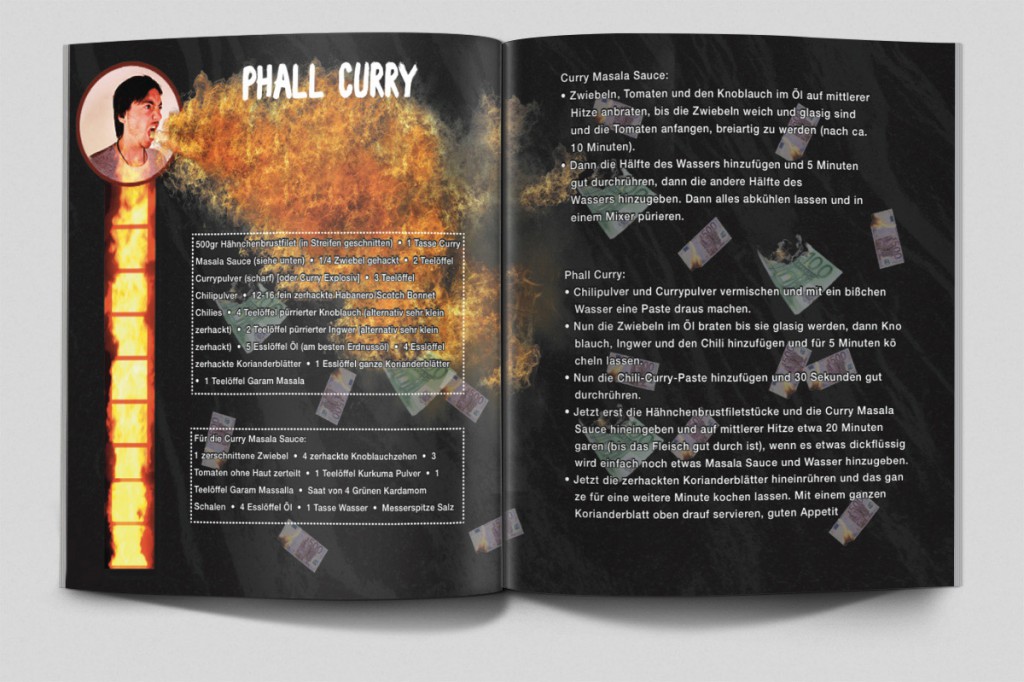 PHALL CURRY
500gr Hähnchenbrustfilet (in Streifen geschnitten) • 1 Tasse Curry
Masala Sauce (siehe unten) • 1/4 Zwiebel gehackt • 2 Teelöffel
Currypulver (scharf) [oder Curry Explosiv] • 3 Teelöffel
Chilipulver • 12-16 fein zerhackte Habanero/Scotch Bonnet
Chilies • 4 Teelöffel pürrierter Knoblauch (alternativ sehr klein
zerhackt) • 2 Teelöffel pürrierter Ingwer (alternativ sehr klein
zerhackt) • 5 Esslöffel Öl (am besten Erdnussöl) • 4 Esslöffel
zerhackte Korianderblätter • 1 Esslöffel ganze Korianderblätter
• 1 Teelöffel Garam Masala
Für die Curry Masala Sauce:
1 zerschnittene Zwiebel • 4 zerhackte Knoblauchzehen • 3
Tomaten ohne Haut zerteilt • 1 Teelöffel Kurkuma Pulver • 1
Teelöffel Garam Massalla • Saat von 4 Grünen Kardamom
Schalen • 4 Esslöffel Öl • 1 Tasse Wasser • Messerspitze Salz
Curry Masala Sauce:
• Zwiebeln, Tomaten und den Knoblauch im Öl auf mittlerer
Hitze anbraten, bis die Zwiebeln weich und glasig sind
und die Tomaten anfangen, breiartig zu werden (nach ca.
10 Minuten).
• Dann die Hälfte des Wassers hinzufügen und 5 Minuten
gut durchrühren, dann die andere Hälfte des
Wassers hinzugeben. Dann alles abkühlen lassen und in
einem Mixer pürieren.
Phall Curry:
• Chilipulver und Currypulver vermischen und mit ein bißchen
Wasser eine Paste draus machen.
• Nun die Zwiebeln im Öl braten bis sie glasig werden, dann Kno
blauch, Ingwer und den Chili hinzufügen und für 5 Minuten kö
cheln lassen.
• Nun die Chili-Curry-Paste hinzufügen und 30 Sekunden gut
durchrühren.
• Jetzt erst die Hähnchenbrustfiletstücke und die Curry Masala
Sauce hineingeben und auf mittlerer Hitze etwa 20 Minuten
garen (bis das Fleisch gut durch ist), wenn es etwas dickflüssig
wird einfach noch etwas Masala Sauce und Wasser hinzugeben.
• Jetzt die zerhackten Korianderblätter hineinrühren und das gan
ze für eine weitere Minute kochen lassen. Mit einem ganzen
Korianderblatt oben drauf servieren, guten Appetit